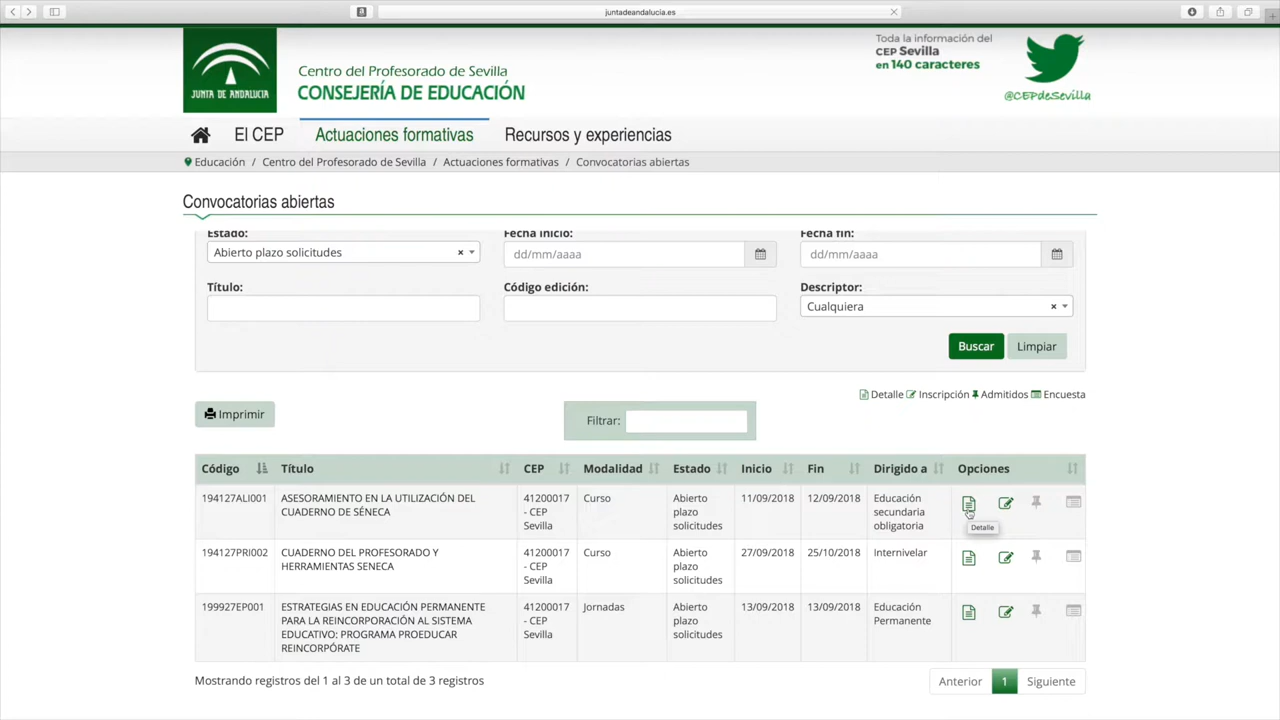 juntadeandalucia.es
Toda la información del
CEP Sevilla
en 140 caracteres
@CEPdeSevilla
JUNTA DE ANDALUCIA
Centro del Profesorado de Sevilla
CONSEJERÍA DE EDUCACIÓN
El CEP
Actuaciones formativas
Recursos y experiencias
Educación / Centro del Profesorado de Sevilla / Actuaciones formativas / Convocatorias abiertas
Convocatorias abiertas
Estado:
Fecha inicio:
Fecha fin:
Abierto plazo solicitudes
dd/mm/aaaa
dd/mm/aaaa
Título:
Código edición:
Descriptor:
Cualquiera
Buscar
Limpiar
Detalle Inscripción Admitidos Encuesta
Imprimir
Filtrar:
Código Título CEP Modalidad Estado Inicio Fin Dirigido a Opciones
194127ALI001 ASESORAMIENTO EN LA UTILIZACIÓN DEL 41200017 Curso Abierto 11/09/2018 12/09/2018 Educación
CUADERNO DE SÉNECA - CEP plazo secundaria
Sevilla solicitudes obligatoria
Detalle
194127PRI002 CUADERNO DEL PROFESORADO Y 41200017 Curso Abierto 27/09/2018 25/10/2018 Internivelar
HERRAMIENTAS SENECA - CEP plazo
Sevilla solicitudes
199927EP001 ESTRATEGIAS EN EDUCACIÓN PERMANENTE 41200017 Jornadas Abierto 13/09/2018 13/09/2018 Educación
PARA LA REINCORPORACIÓN AL SISTEMA - CEP plazo Permanente
EDUCATIVO: PROGRAMA PROEDUCAR Sevilla solicitudes
REINCORPÓRATE
Mostrando registros del 1 al 3 de un total de 3 registros
Anterior 1 Siguiente